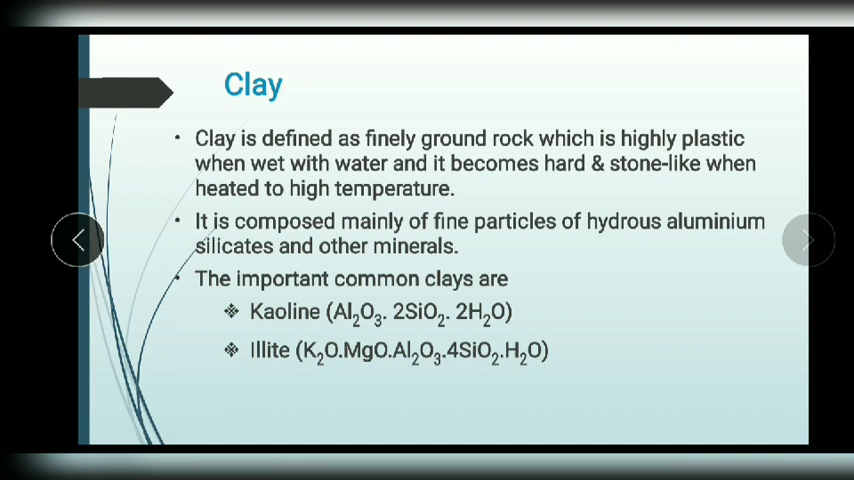 Clay
• Clay is defined as finely ground rock which is highly plastic
when wet with water and it becomes hard & stone-like when
heated to high temperature.
• It is composed mainly of fine particles of hydrous aluminium
silicates and other minerals.
• The important common clays are
❖ Kaoline (Al₂O₃. 2SiO₂. 2H₂O)
❖ Illite (K₂O.MgO.Al₂O₃.4SiO₂.H₂O)